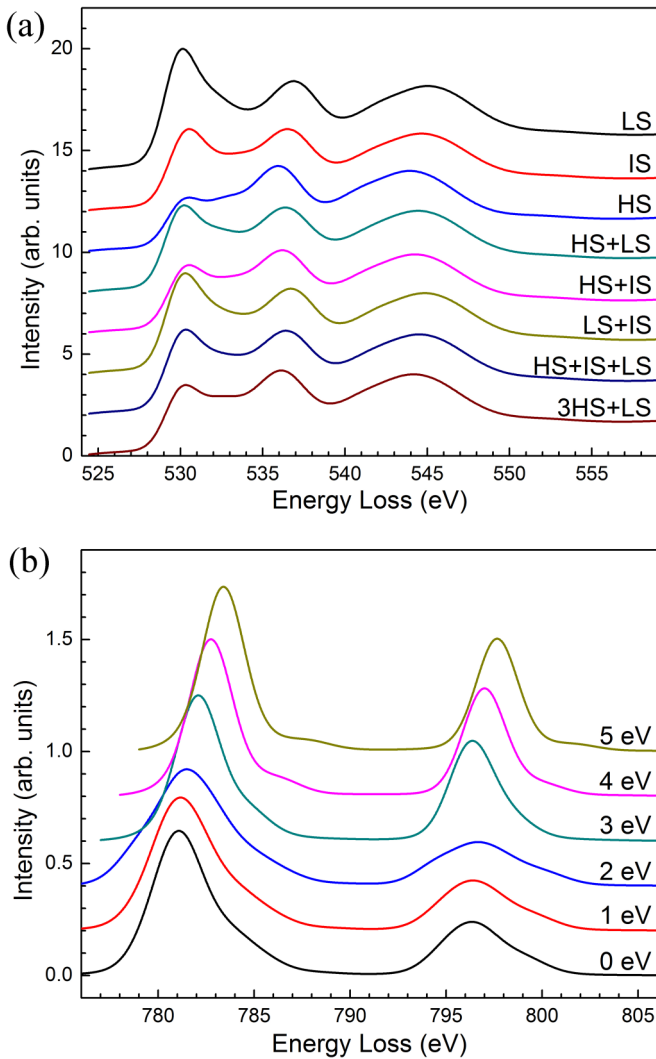 (a)
20
15
10
5
0
Intensity (arb. units)
LS
IS
HS
HS+LS
HS+IS
LS+IS
HS+IS+LS
3HS+LS
525 530 535 540 545 550 555
Energy Loss (eV)
(b)
1.5
1.0
0.5
0.0
Intensity (arb. units)
5 eV
4 eV
3 eV
2 eV
1 eV
0 eV
780 785 790 795 800 805
Energy Loss (eV)